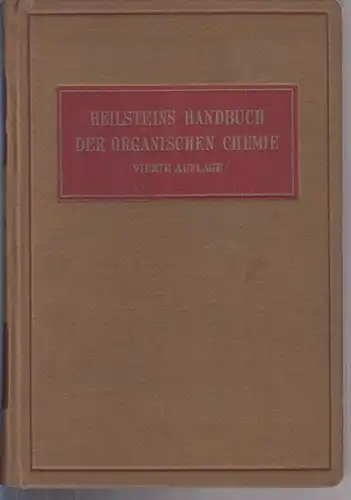 BEILSTEINS HANDBUCH
DER ORGANISCHEN CHEMIE
VIERTE AUFLAGE